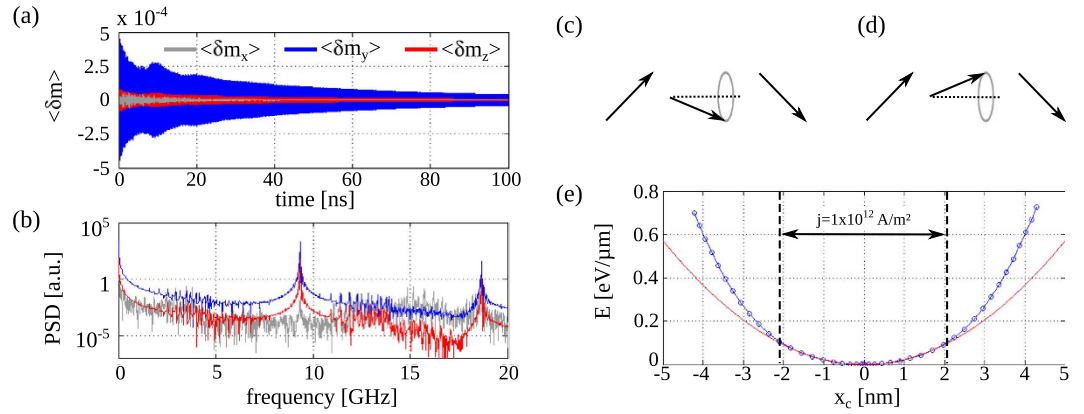 (a)
x 10⁻⁴
5
2.5
0
-2.5
-5
<δm>
<δmₓ> <δm_y> <δm_z>
0 20 40 60 80 100
time [ns]
(b)
10⁵
1
10⁻⁵
PSD [a.u.]
0 5 10 15 20
frequency [GHz]
(c)
(d)
(e)
0.8
0.6
0.4
0.2
0
E [eV/μm]
j=1x10¹² A/m²
-5 -4 -3 -2 -1 0 1 2 3 4 5
x_c [nm]